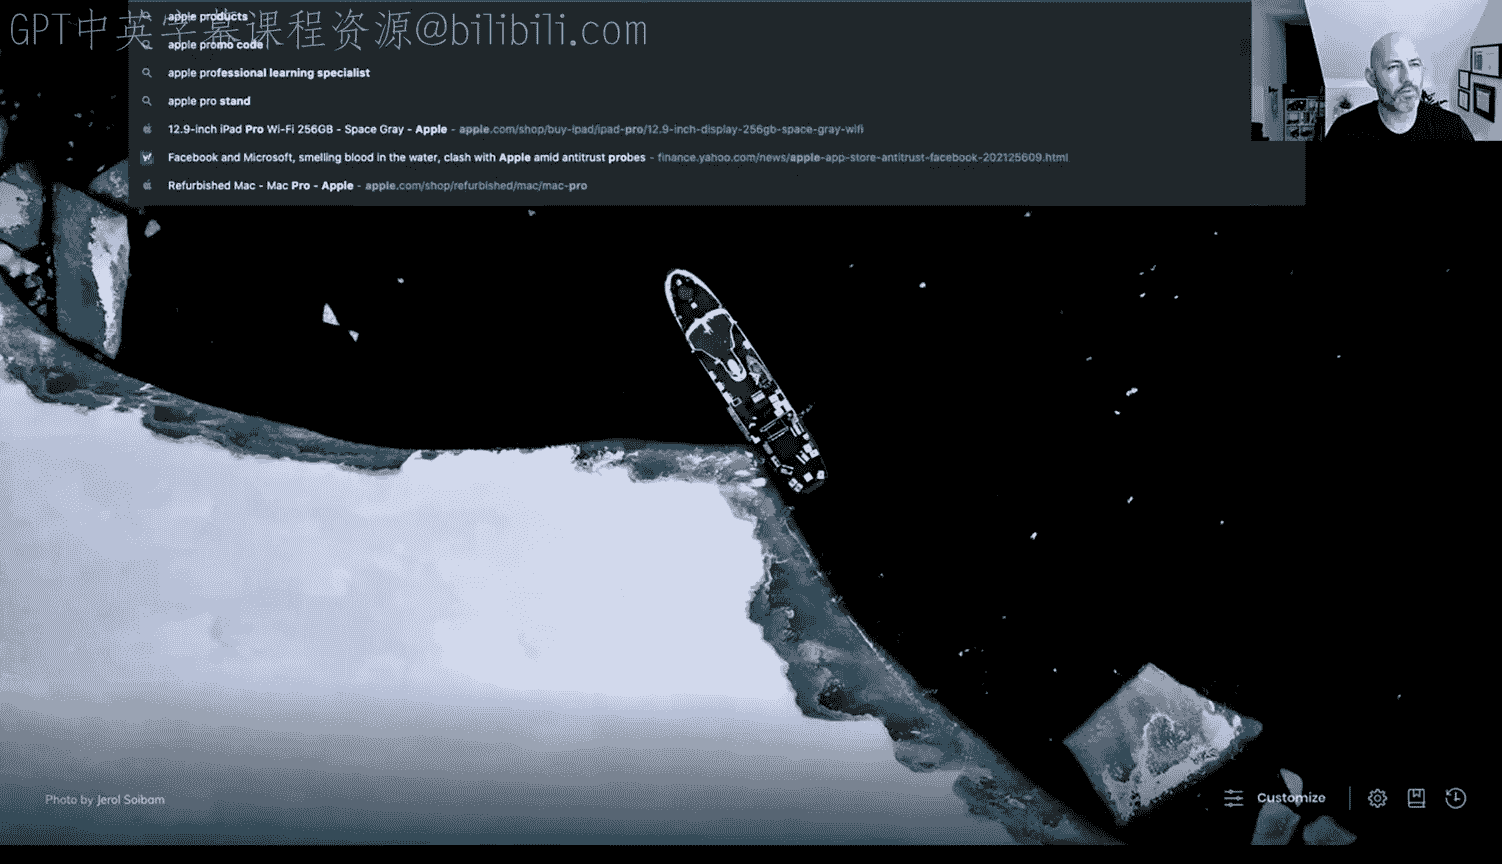 GPT中英字幕课程资源@bilibili.com
apple products
apple promo code
apple professional learning specialist
apple pro stand
12.9-inch iPad Pro Wi-Fi 256GB - Space Gray - Apple - apple.com/shop/buy-ipad/ipad-pro/12.9-inch-display-256gb-space-gray-wifi
Facebook and Microsoft, smelling blood in the water, clash with Apple amid antitrust probes - finance.yahoo.com/news/apple-app-store-antitrust-facebook-202125609.html
Refurbished Mac - Mac Pro - Apple - apple.com/shop/refurbished/mac/mac-pro
Photo by Jerol Soibam
Customize